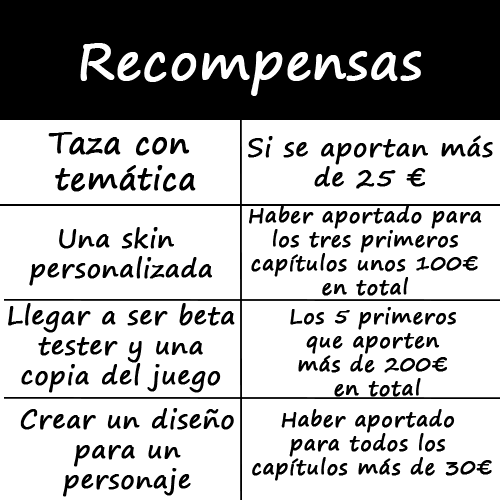 Recompensas
Taza con
temática
Si se aportan más
de 25 €
Una skin
personalizada
Haber aportado para
los tres primeros
capítulos unos 100€
en total
Llegar a ser beta
tester y una
copia del juego
Los 5 primeros
que aporten
más de 200€
en total
Crear un diseño
para un
personaje
Haber aportado
para todos los
capítulos más de 30€